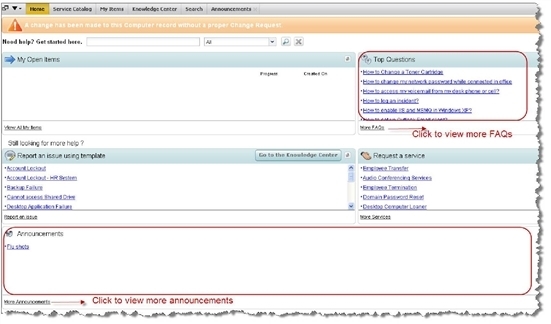 Home Service Catalog My Items Knowledge Center Search Announcements
A change has been made to this Computer record without a proper Change Request
Need help? Get started here. All
My Open Items
Progress Created On
View All My Items
Top Questions
How to Change a Toner Cartridge
How to change my network password while connected in office
How to access my voicemail from my desk phone or cell?
How to log an incident?
How to enable IIS and MSMQ in Windows XP?
More FAQs
Click to view more FAQs
Still looking for more help ?
Report an issue using template Go to the Knowledge Center
Account Lockout
Account Lockout - HR System
Backup Failure
Cannot access Shared Drive
Desktop Application Failure
Report an issue
Request a service
Employee Transfer
Audio Conferencing Services
Employee Termination
Domain Password Reset
Desktop Computer Loaner
More Services
Announcements
Flu shots
More Announcements
Click to view more announcements